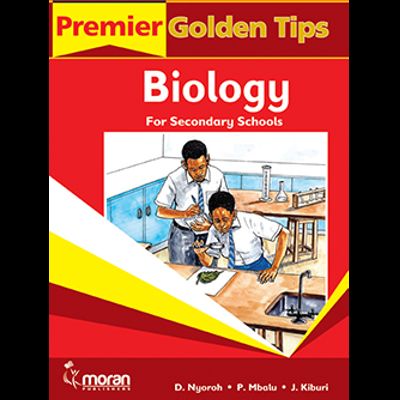 Premier Golden Tips
Biology
For Secondary Schools
moran
PUBLISHERS
D. Nyoroh • P. Mbalu • J. Kiburi